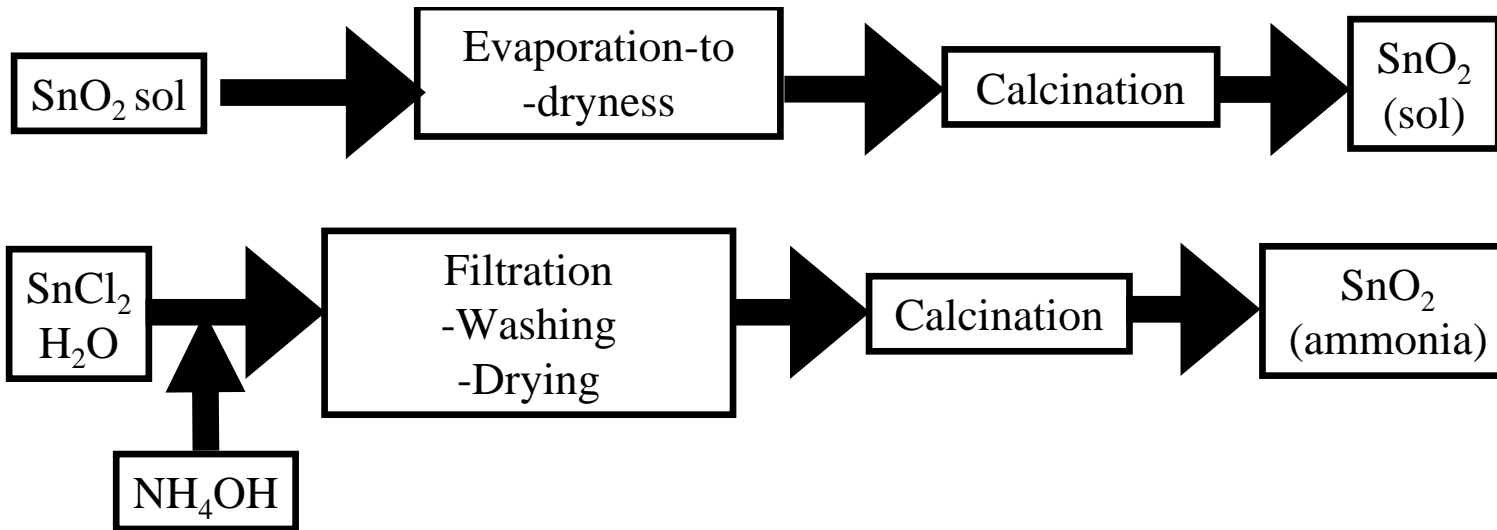 SnO₂ sol
Evaporation-to
-dryness
Calcination
SnO₂
(sol)
SnCl₂
H₂O
NH₄OH
Filtration
-Washing
-Drying
Calcination
SnO₂
(ammonia)